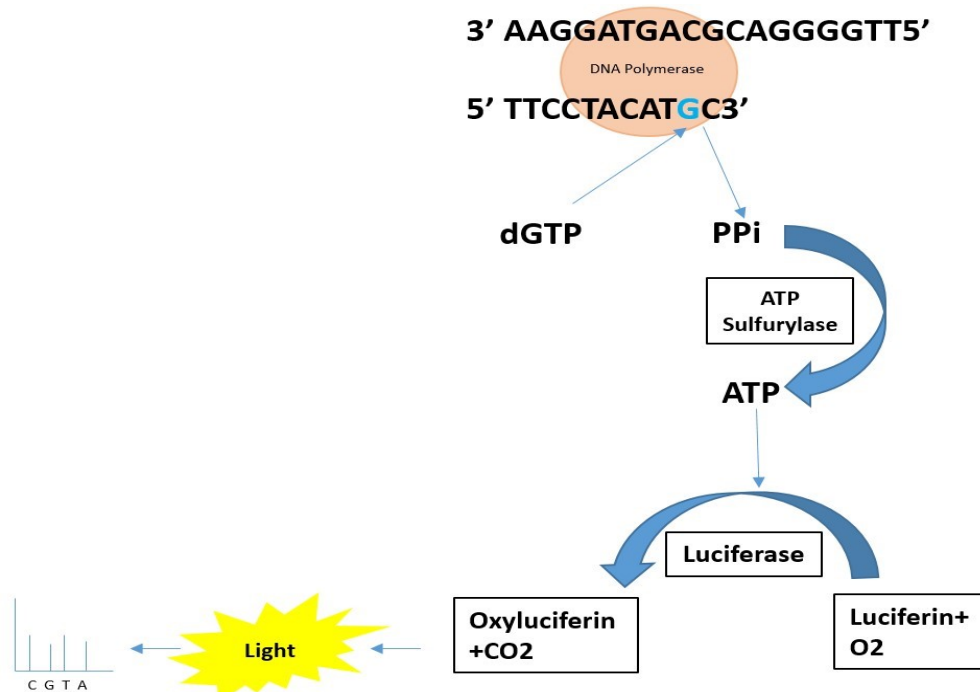 3’ AAGGATGACGCAGGGGTT5’
DNA Polymerase
5’ TTCCTACATGC3’
dGTP
PPi
ATP
Sulfurylase
ATP
Luciferase
Oxyluciferin
+CO2
Luciferin+
O2
Light
C G T A